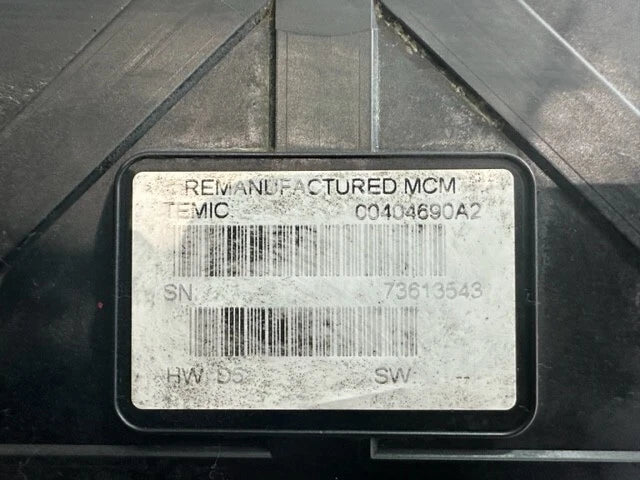 REMANUFACTURED MCM
TEMIC 00404690A2
SN 73613543
HW D5 SW --